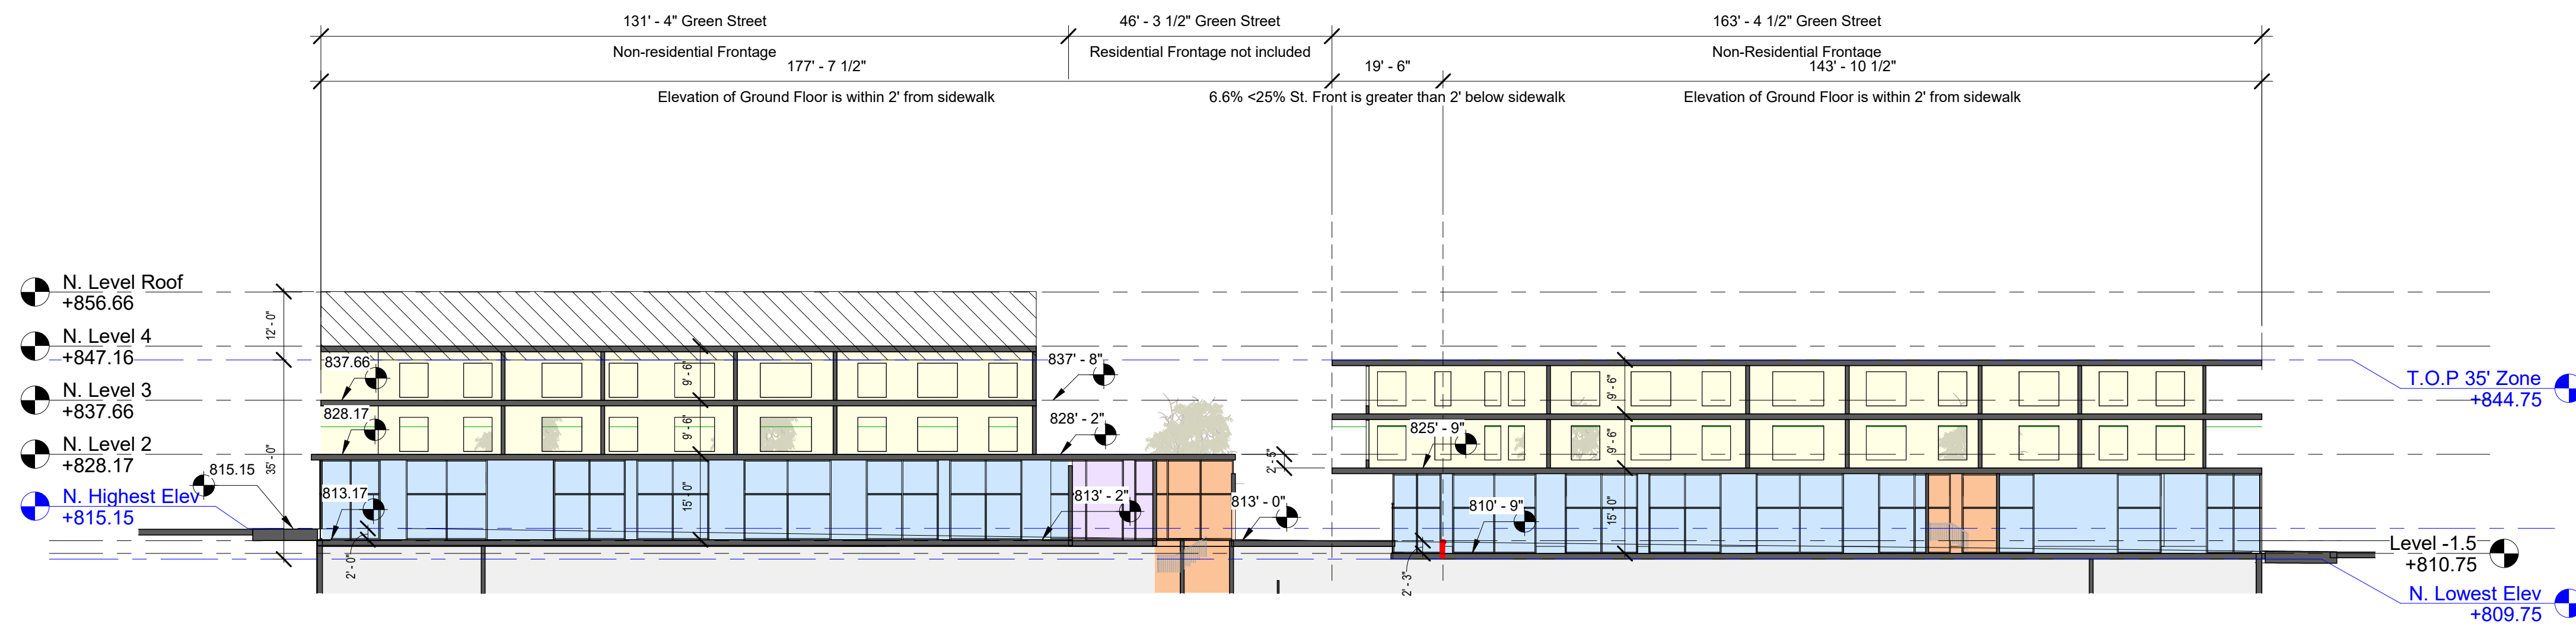 131' - 4" Green Street
46' - 3 1/2" Green Street
163' - 4 1/2" Green Street
Non-residential Frontage
Residential Frontage not included
Non-Residential Frontage
177' - 7 1/2"
19' - 6"
143' - 10 1/2"
Elevation of Ground Floor is within 2' from sidewalk
6.6% <25% St. Front is greater than 2' below sidewalk
Elevation of Ground Floor is within 2' from sidewalk
N. Level Roof
+856.66
12' - 0"
N. Level 4
+847.16
837.66
9' - 6"
837' - 8"
9' - 6"
T.O.P 35' Zone
+844.75
N. Level 3
+837.66
828.17
9' - 6"
828' - 2"
825' - 9"
9' - 6"
N. Level 2
+828.17
35' - 0"
2' - 5"
815.15
N. Highest Elev
+815.15
813.17
15' - 0"
813' - 2"
813' - 0"
810' - 9"
15' - 0"
2' - 0"
2' - 3"
Level -1.5
+810.75
N. Lowest Elev
+809.75